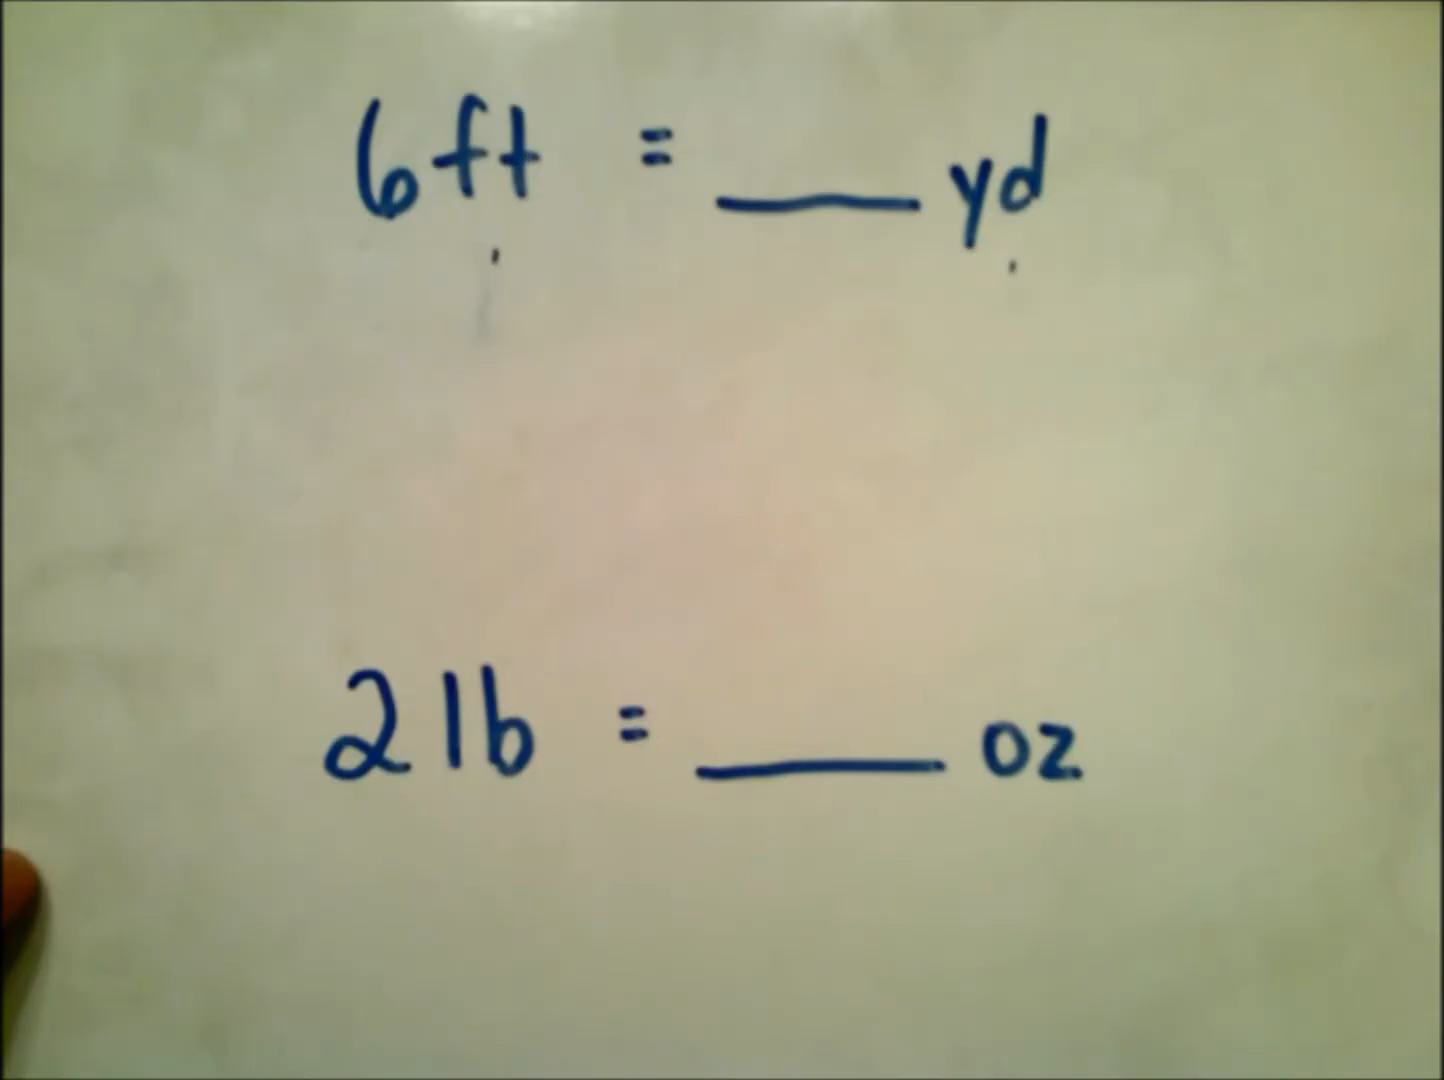 6ft = ___ yd
2 lb = ___ oz